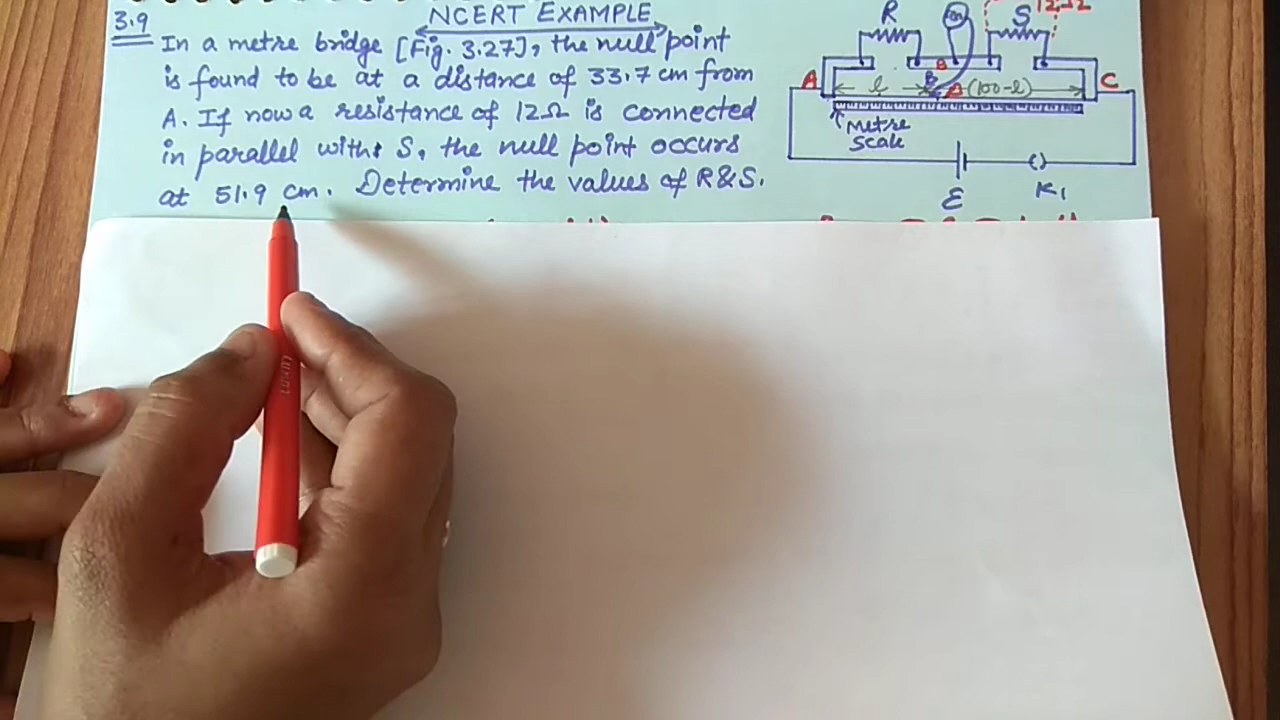 3.9
NCERT EXAMPLE
In a metre bridge [Fig. 3.27], the null point
is found to be at a distance of 33.7 cm from
A. If now a resistance of 12Ω is connected
in parallel with S, the null point occurs
at 51.9 cm. Determine the values of R&S.
R
S
12Ω
A
B
C
l
(100-l)
Metre
Scale
ε
K1